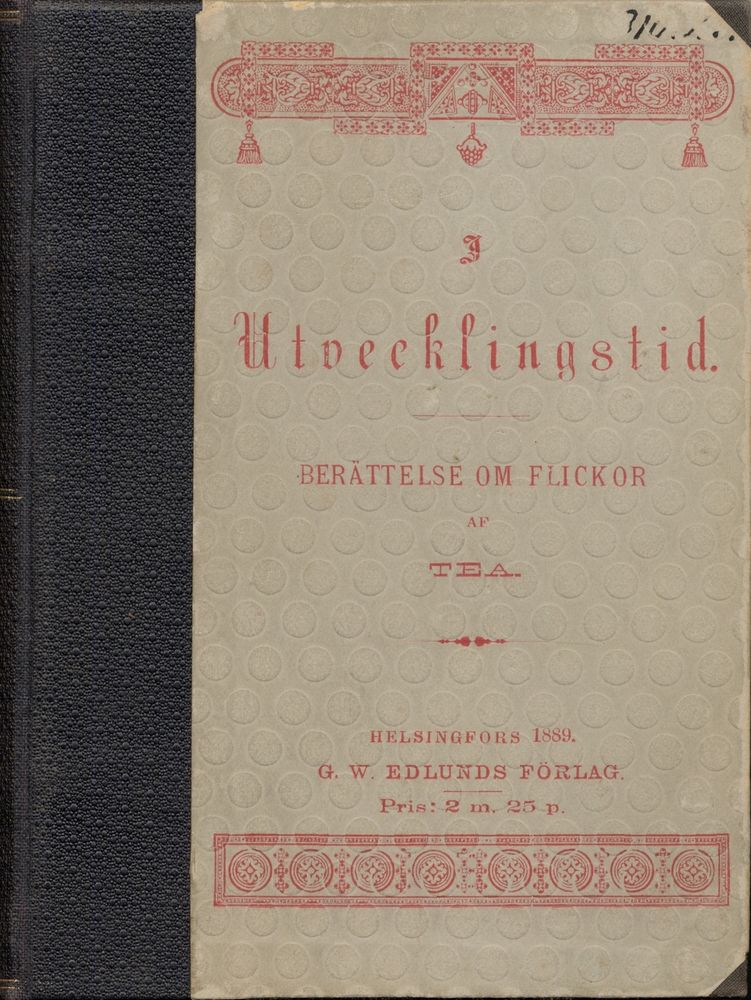 I
Utvecklingstid.
BERÄTTELSE OM FLICKOR
AF
TEA.
HELSINGFORS 1889.
G. W. EDLUNDS FÖRLAG.
Pris: 2 m. 25 p.